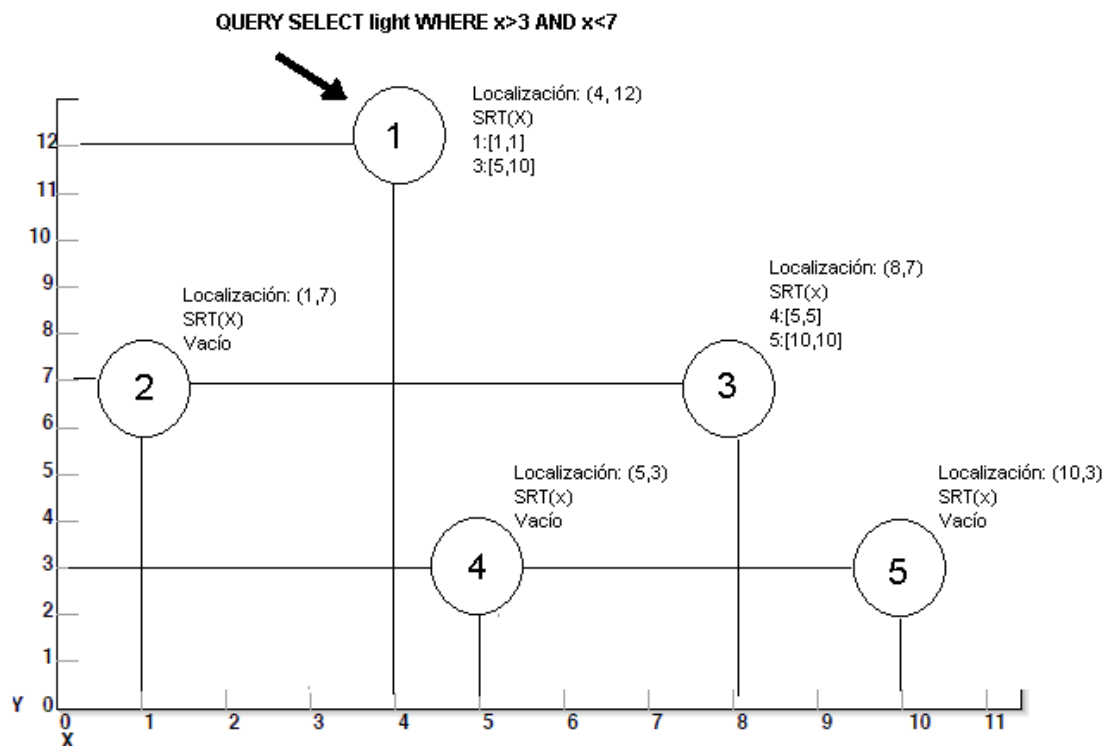 QUERY SELECT light WHERE x>3 AND x<7
Localización: (4, 12)
SRT(X)
1:[1,1]
3:[5,10]
1
Localización: (1,7)
SRT(X)
Vacío
2
Localización: (8,7)
SRT(x)
4:[5,5]
5:[10,10]
3
Localización: (5,3)
SRT(x)
Vacío
4
Localización: (10,3)
SRT(x)
Vacío
5
12
11
10
9
8
7
6
5
4
3
2
1
Y 0
0 1 2 3 4 5 6 7 8 9 10 11
X